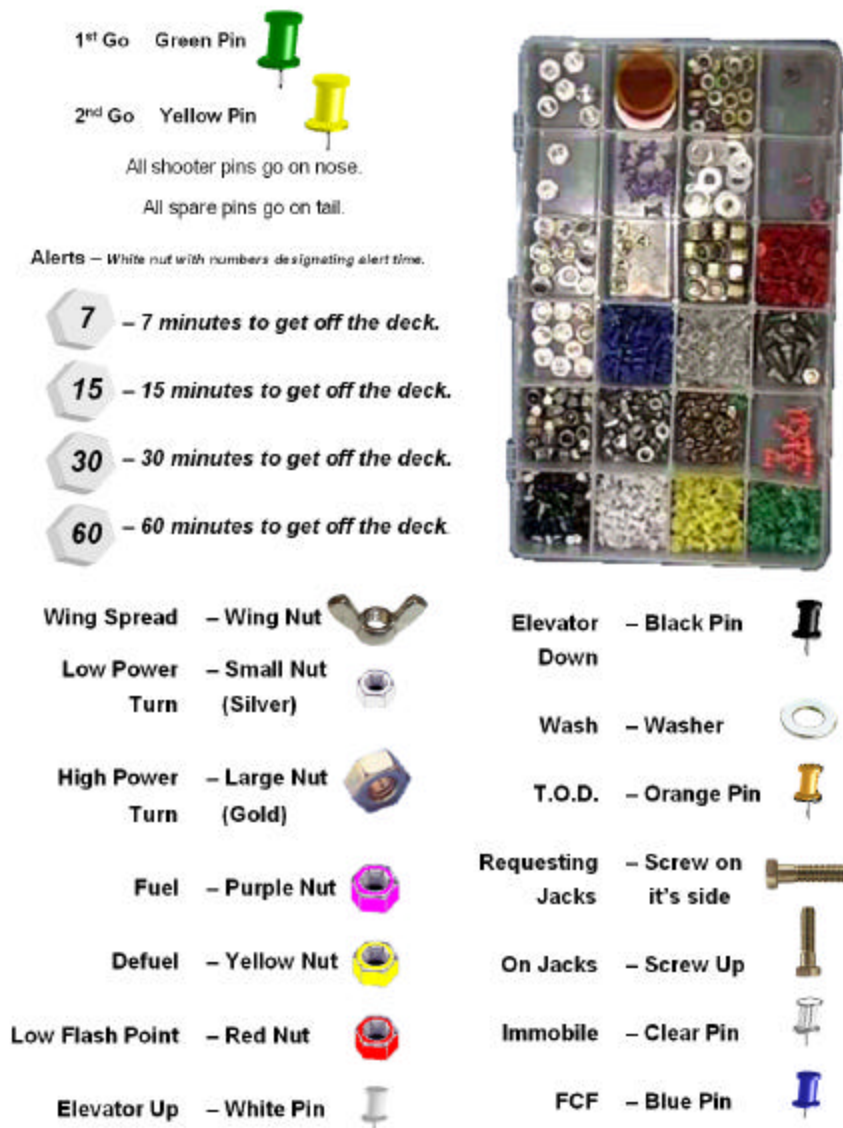 1st Go Green Pin
2nd Go Yellow Pin
All shooter pins go on nose.
All spare pins go on tail.
Alerts – White nut with numbers designating alert time.
7 – 7 minutes to get off the deck.
15 – 15 minutes to get off the deck.
30 – 30 minutes to get off the deck.
60 – 60 minutes to get off the deck.
Wing Spread – Wing Nut
Low Power – Small Nut
Turn (Silver)
High Power – Large Nut
Turn (Gold)
Fuel – Purple Nut
Defuel – Yellow Nut
Low Flash Point – Red Nut
Elevator Up – White Pin
Elevator – Black Pin
Down
Wash – Washer
T.O.D. – Orange Pin
Requesting – Screw on
Jacks it's side
On Jacks – Screw Up
Immobile – Clear Pin
FCF – Blue Pin